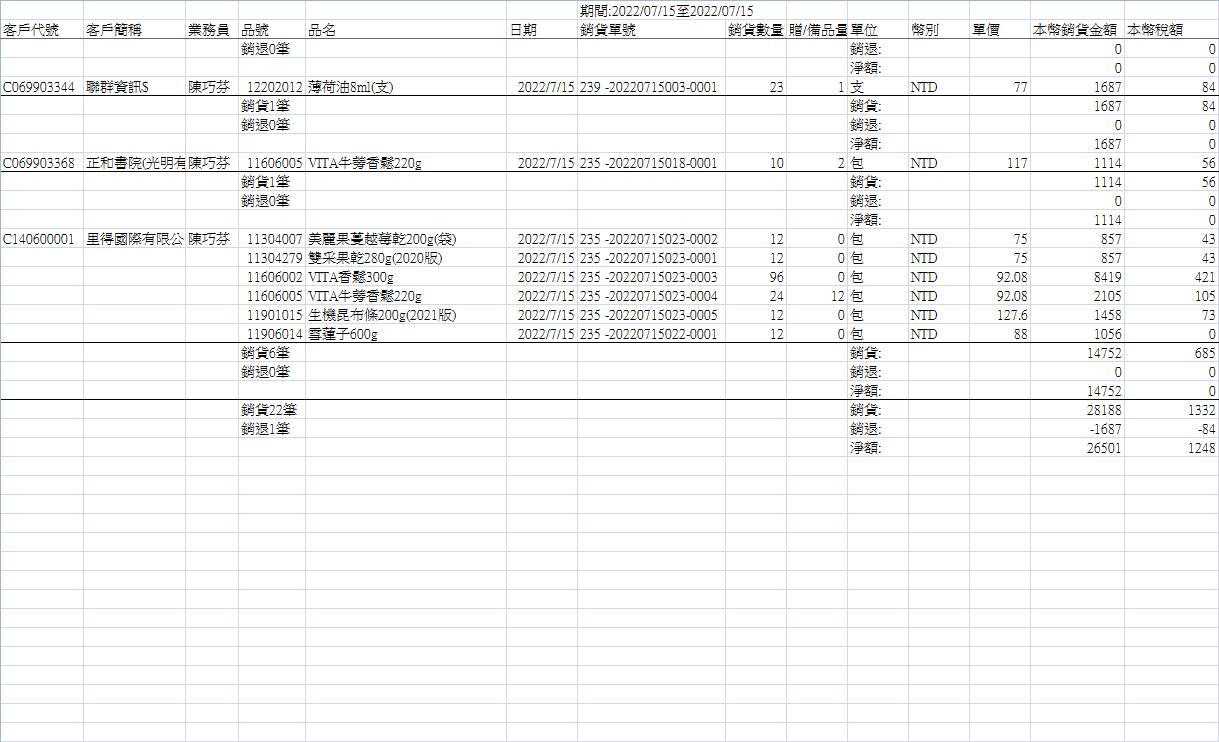 期間:2022/07/15至2022/07/15
客戶代號 客戶簡稱 業務員 品號 品名 日期 銷貨單號 銷貨數量 贈/備品量 單位 幣別 單價 本幣銷貨金額 本幣稅額
銷退0筆 銷退: 0 0
淨額: 0 0
C069903344 聯群資訊$ 陳巧芬 12202012 薄荷油8ml(支) 2022/7/15 239 -20220715003-0001 23 1 支 NTD 77 1687 84
銷貨1筆 銷貨: 1687 84
銷退0筆 銷退: 0 0
淨額: 1687 0
C069903368 正和書院(光明有 陳巧芬 11606005 VITA牛蒡香鬆220g 2022/7/15 235 -20220715018-0001 10 2 包 NTD 117 1114 56
銷貨1筆 銷貨: 1114 56
銷退0筆 銷退: 0 0
淨額: 1114 0
C140600001 里得國際有限公 陳巧芬 11304007 美麗果蔓越莓乾200g(袋) 2022/7/15 235 -20220715023-0002 12 0 包 NTD 75 857 43
11304279 雙采果乾280g(2020版) 2022/7/15 235 -20220715023-0001 12 0 包 NTD 75 857 43
11606002 VITA香鬆300g 2022/7/15 235 -20220715023-0003 96 0 包 NTD 92.08 8419 421
11606005 VITA牛蒡香鬆220g 2022/7/15 235 -20220715023-0004 24 12 包 NTD 92.08 2105 105
11901015 生機昆布條200g(2021版) 2022/7/15 235 -20220715023-0005 12 0 包 NTD 127.6 1458 73
11906014 雪蓮子600g 2022/7/15 235 -20220715022-0001 12 0 包 NTD 88 1056 0
銷貨6筆 銷貨: 14752 685
銷退0筆 銷退: 0 0
淨額: 14752 0
銷貨22筆 銷貨: 28188 1332
銷退1筆 銷退: -1687 -84
淨額: 26501 1248